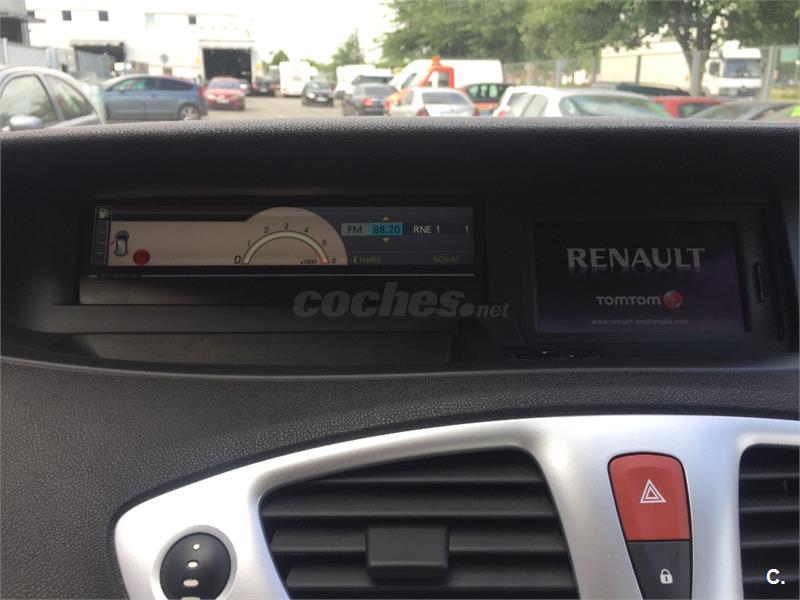 FM 88.20 RNE 1 1
0 1 2 3 4 5 6
x1000
i Traffic RDS-AF
RENAULT
TOMTOM
www.renault-multimedia.com
coches.net
C.